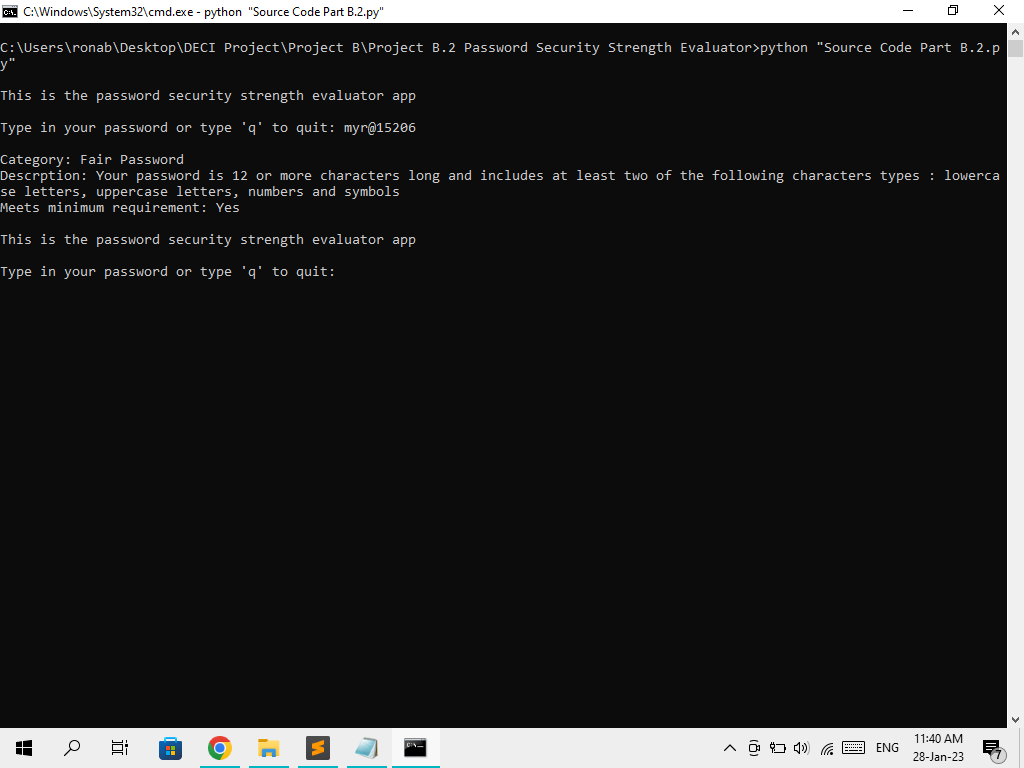 C:\Windows\System32\cmd.exe - python  "Source Code Part B.2.py"
C:\Users\ronab\Desktop\DECI Project\Project B\Project B.2 Password Security Strength Evaluator>python "Source Code Part B.2.p
y"
This is the password security strength evaluator app
Type in your password or type 'q' to quit: myr@15206
Category: Fair Password
Descrption: Your password is 12 or more characters long and includes at least two of the following characters types : lowerca
se letters, uppercase letters, numbers and symbols
Meets minimum requirement: Yes
This is the password security strength evaluator app
Type in your password or type 'q' to quit:
ENG
11:40 AM
28-Jan-23
7